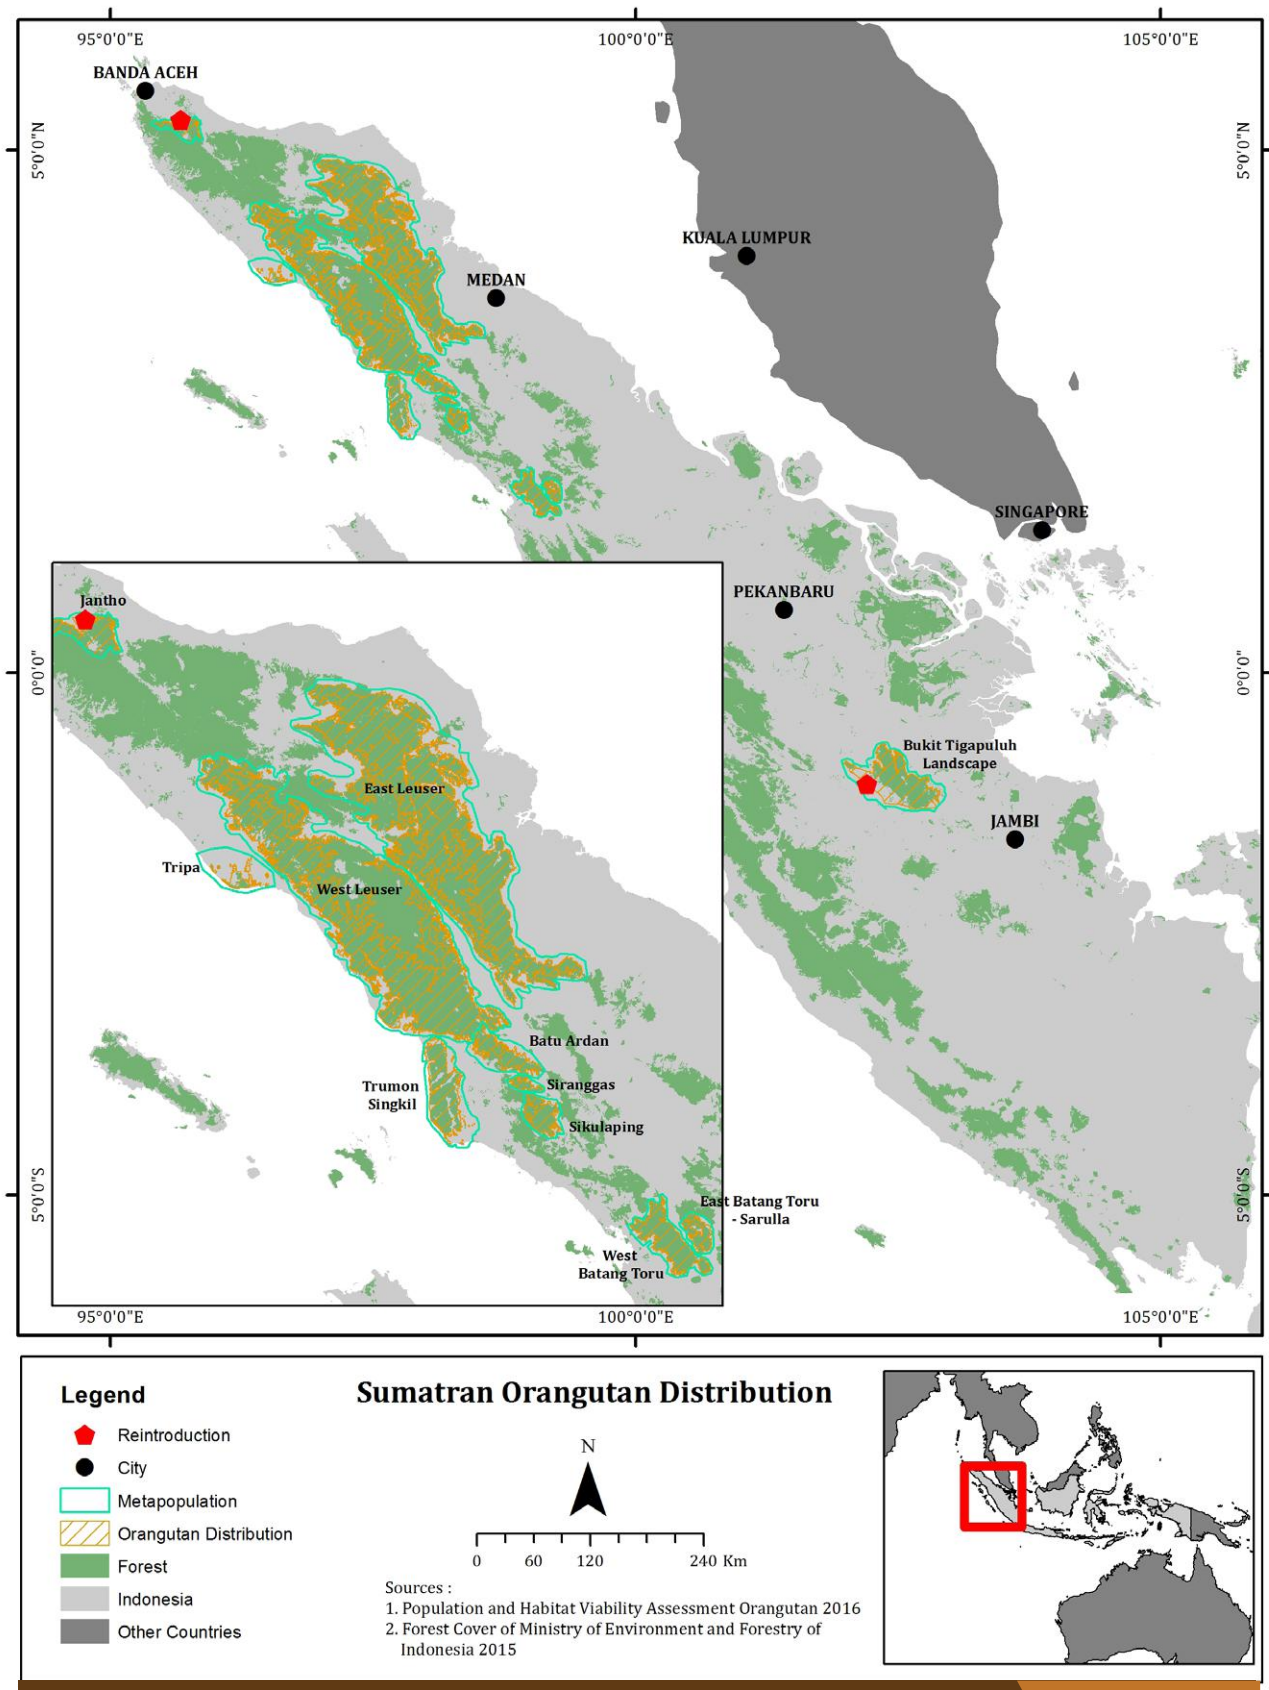 95°0'0"E
100°0'0"E
105°0'0"E
BANDA ACEH
5°0'0"N
5°0'0"N
KUALA LUMPUR
MEDAN
SINGAPORE
PEKANBARU
Jantho
0°0'0"
0°0'0"
Bukit Tigapuluh
Landscape
East Leuser
JAMBI
Tripa
West Leuser
Batu Ardan
Trumon
Singkil
Siranggas
Sikulaping
5°0'0"S
5°0'0"S
East Batang Toru
- Sarulla
West
Batang Toru
95°0'0"E
100°0'0"E
105°0'0"E
Legend
Reintroduction
City
Metapopulation
Orangutan Distribution
Forest
Indonesia
Other Countries
Sumatran Orangutan Distribution
N
0 60 120 240 Km
Sources :
1. Population and Habitat Viability Assessment Orangutan 2016
2. Forest Cover of Ministry of Environment and Forestry of
Indonesia 2015